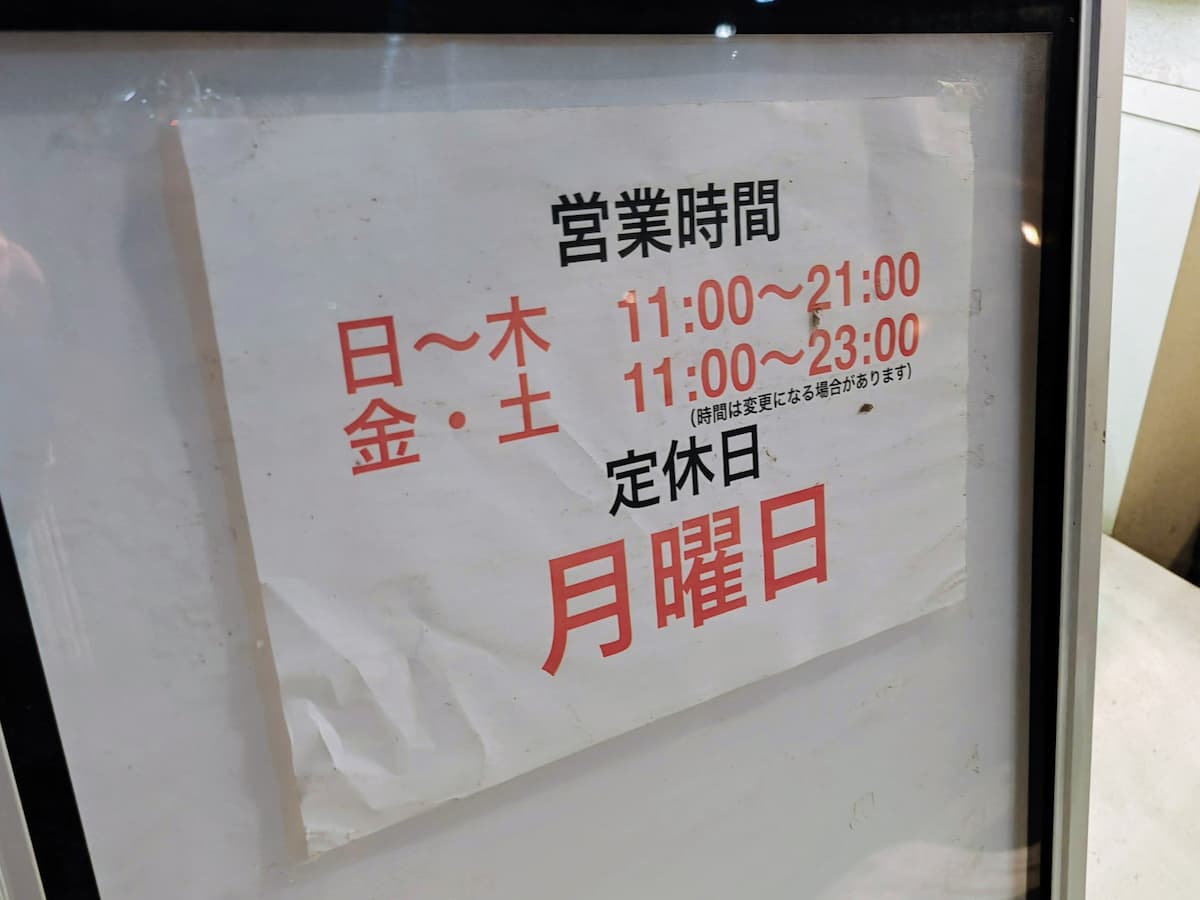 営業時間
日〜木 11:00〜21:00
金・土 11:00〜23:00
(時間は変更になる場合があります)
定休日
月曜日